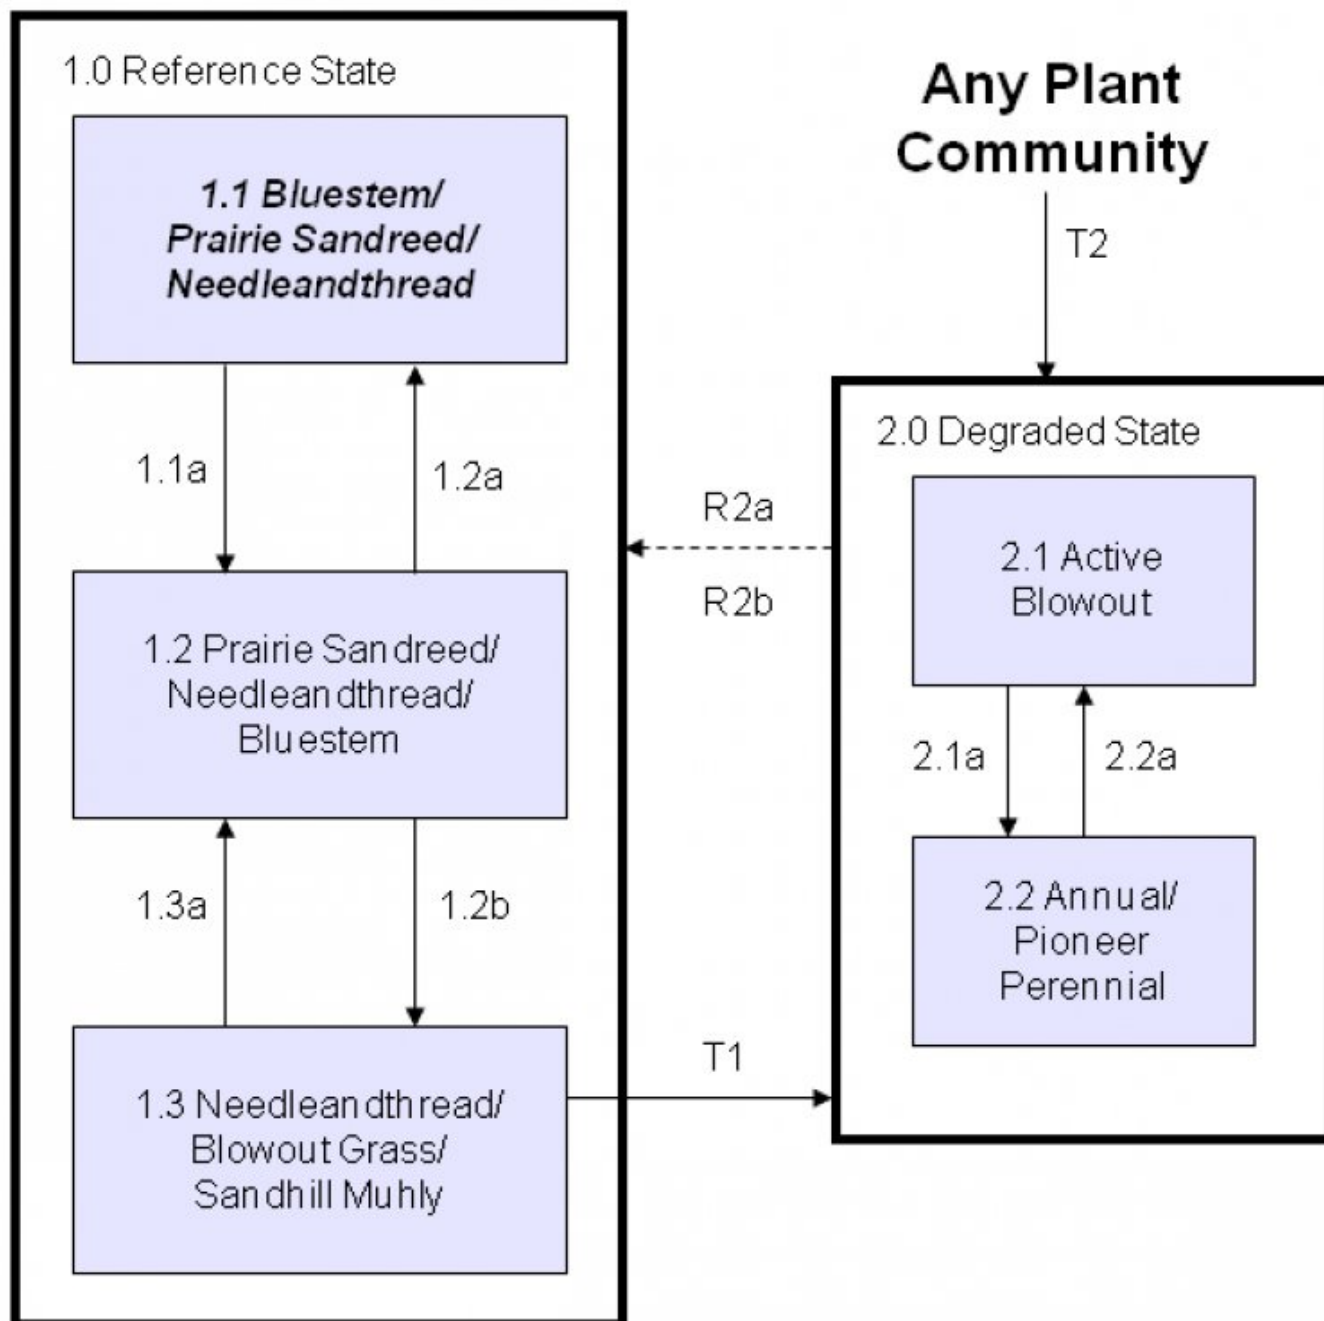 1.0 Reference State
1.1 Bluestem/
Prairie Sandreed/
Needleandthread
1.1a
1.2a
1.2 Prairie Sandreed/
Needleandthread/
Bluestem
1.3a
1.2b
1.3 Needleandthread/
Blowout Grass/
Sandhill Muhly
R2a
R2b
T1
Any Plant
Community
T2
2.0 Degraded State
2.1 Active
Blowout
2.1a
2.2a
2.2 Annual/
Pioneer
Perennial